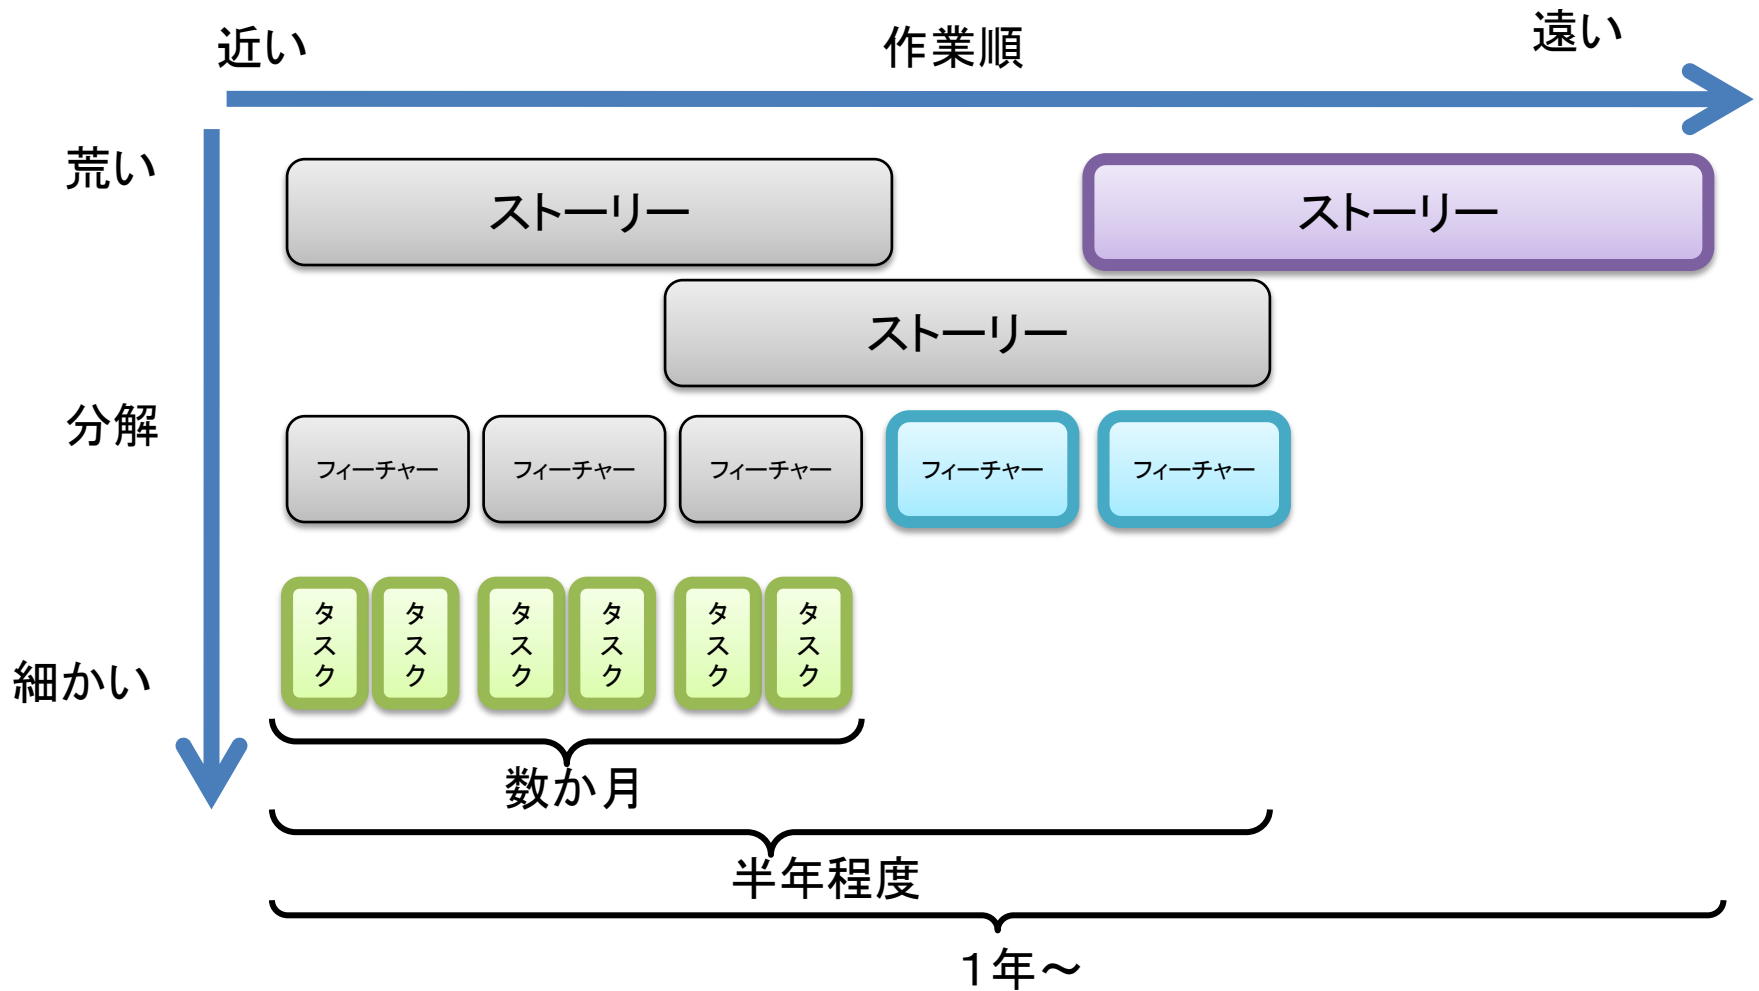 近い
作業順
遠い
荒い
ストーリー
ストーリー
ストーリー
分解
フィーチャー
フィーチャー
フィーチャー
フィーチャー
フィーチャー
細かい
タスク
タスク
タスク
タスク
タスク
タスク
数か月
半年程度
１年～